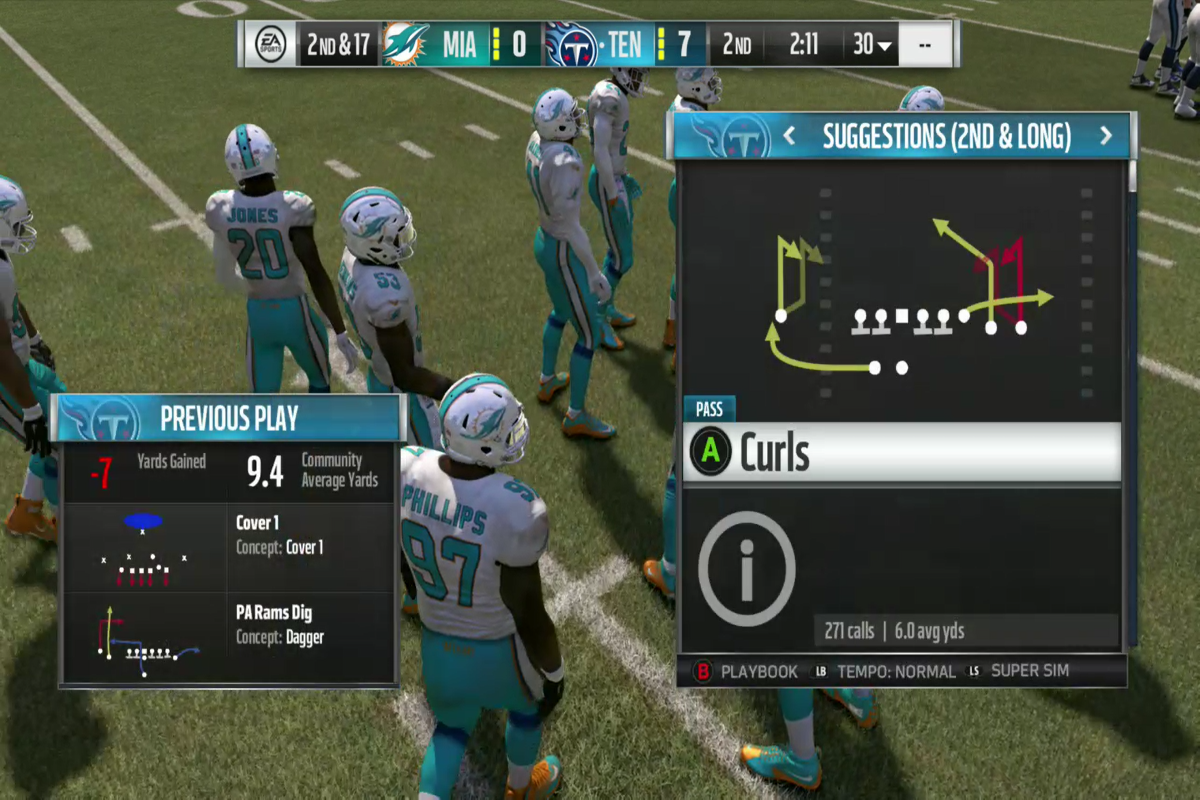 EA SPORTS 2ND & 17 MIA 0 TEN 7 2ND 2:11 30 --
SUGGESTIONS (2ND & LONG)
JONES
20
53
PHILLIPS
97
PREVIOUS PLAY
-7 Yards Gained 9.4 Community
Average Yards
Cover 1
Concept: Cover 1
PA Rams Dig
Concept: Dagger
PASS
A Curls
i
271 calls | 6.0 avg yds
B PLAYBOOK LB TEMPO: NORMAL LS SUPER SIM